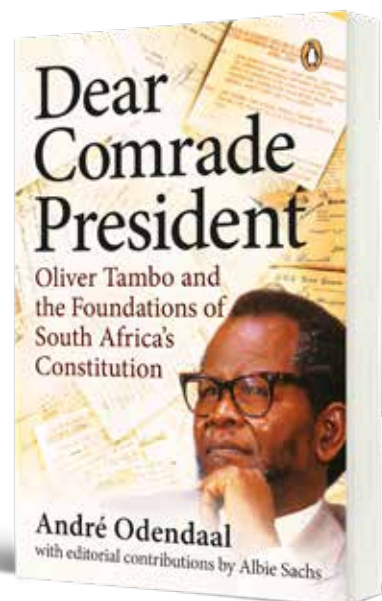 Dear
Comrade
President
Oliver Tambo and
the Foundations of
South Africa's
Constitution
André Odendaal
with editorial contributions by Albie Sachs